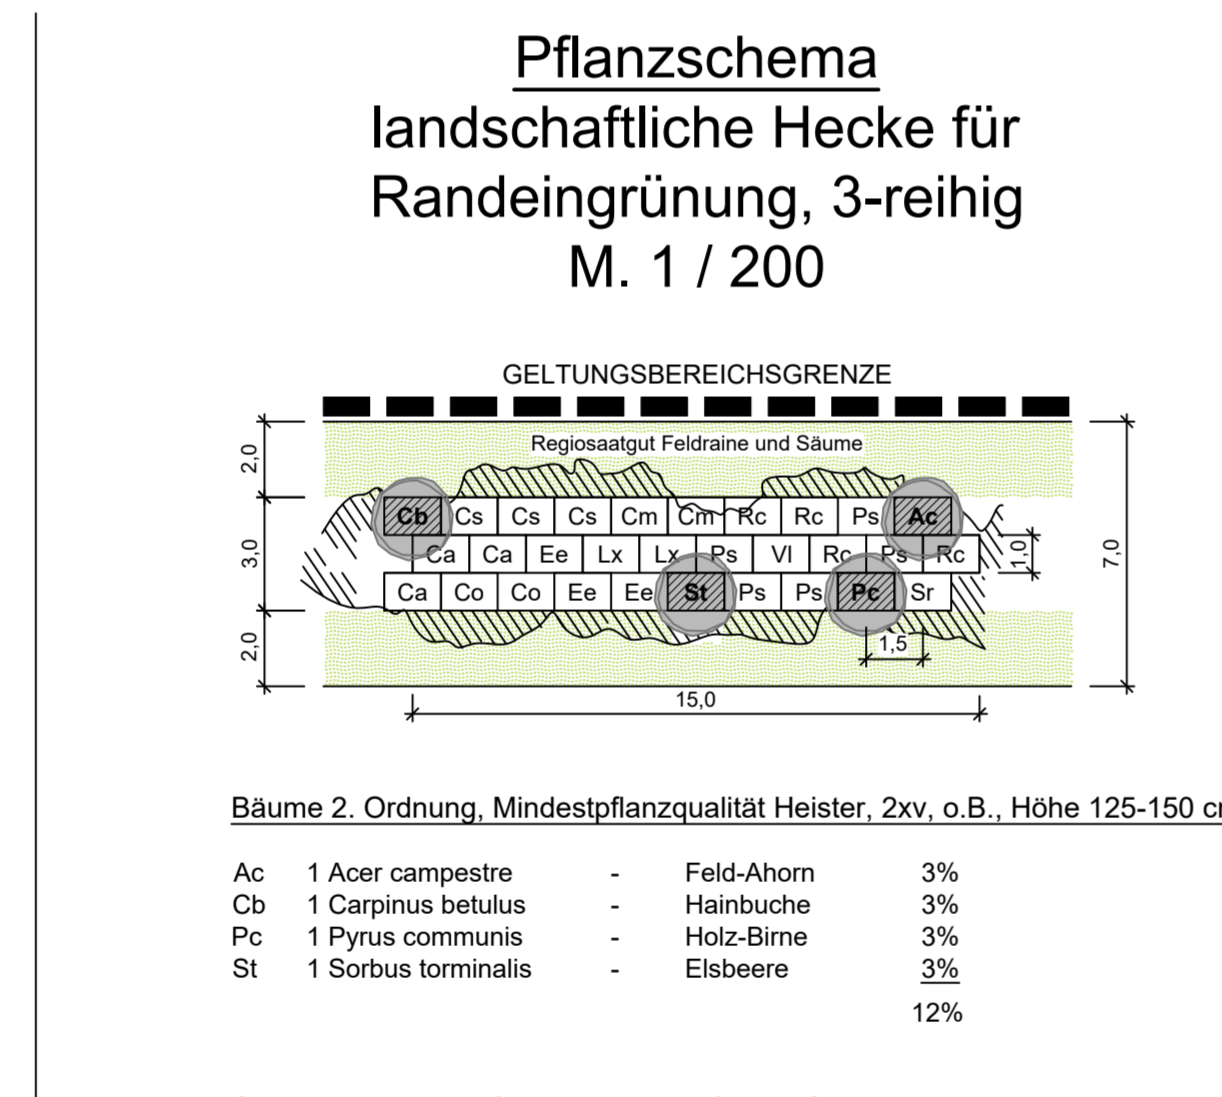 Pflanzschema
landschaftliche Hecke für
Randeingrünung, 3-reihig
M. 1 / 200
GELTUNGSBEREICHSGRENZE
2,0
Regiosaatgut Feldraine und Säume
Cb Cs Cs Cs Cm Cm Rc Rc Ps Ac
3,0
Ca Ca Ee Lx Lx Ps Vl Rc Ps Rc
1,0
7,0
Ca Co Co Ee Ee St Ps Ps Pc Sr
2,0
1,5
15,0
Bäume 2. Ordnung, Mindestpflanzqualität Heister, 2xv, o.B., Höhe 125-150
Ac 1 Acer campestre - Feld-Ahorn 3%
Cb 1 Carpinus betulus - Hainbuche 3%
Pc 1 Pyrus communis - Holz-Birne 3%
St 1 Sorbus torminalis - Elsbeere 3%
12%